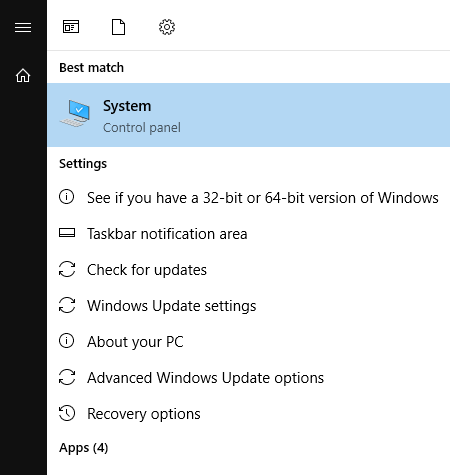 Best match
System
Control panel
Settings
See if you have a 32-bit or 64-bit version of Windows
Taskbar notification area
Check for updates
Windows Update settings
About your PC
Advanced Windows Update options
Recovery options
Apps (4)